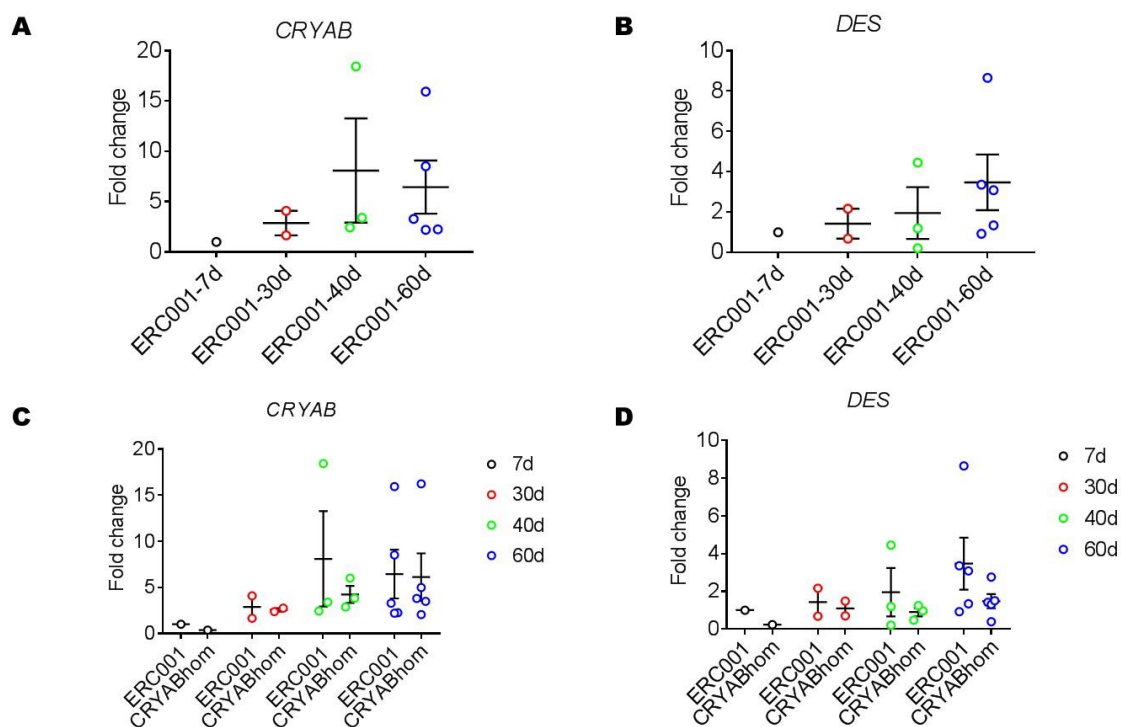 A
CRYAB
Fold change
20
15
10
5
0
ERC001-7d
ERC001-30d
ERC001-40d
ERC001-60d
B
DES
Fold change
10
8
6
4
2
0
ERC001-7d
ERC001-30d
ERC001-40d
ERC001-60d
C
CRYAB
Fold change
20
15
10
5
0
ERC001
CRYABhom
ERC001
CRYABhom
ERC001
CRYABhom
ERC001
CRYABhom
7d
30d
40d
60d
D
DES
Fold change
10
8
6
4
2
0
ERC001
CRYABhom
ERC001
CRYABhom
ERC001
CRYABhom
ERC001
CRYABhom
7d
30d
40d
60d